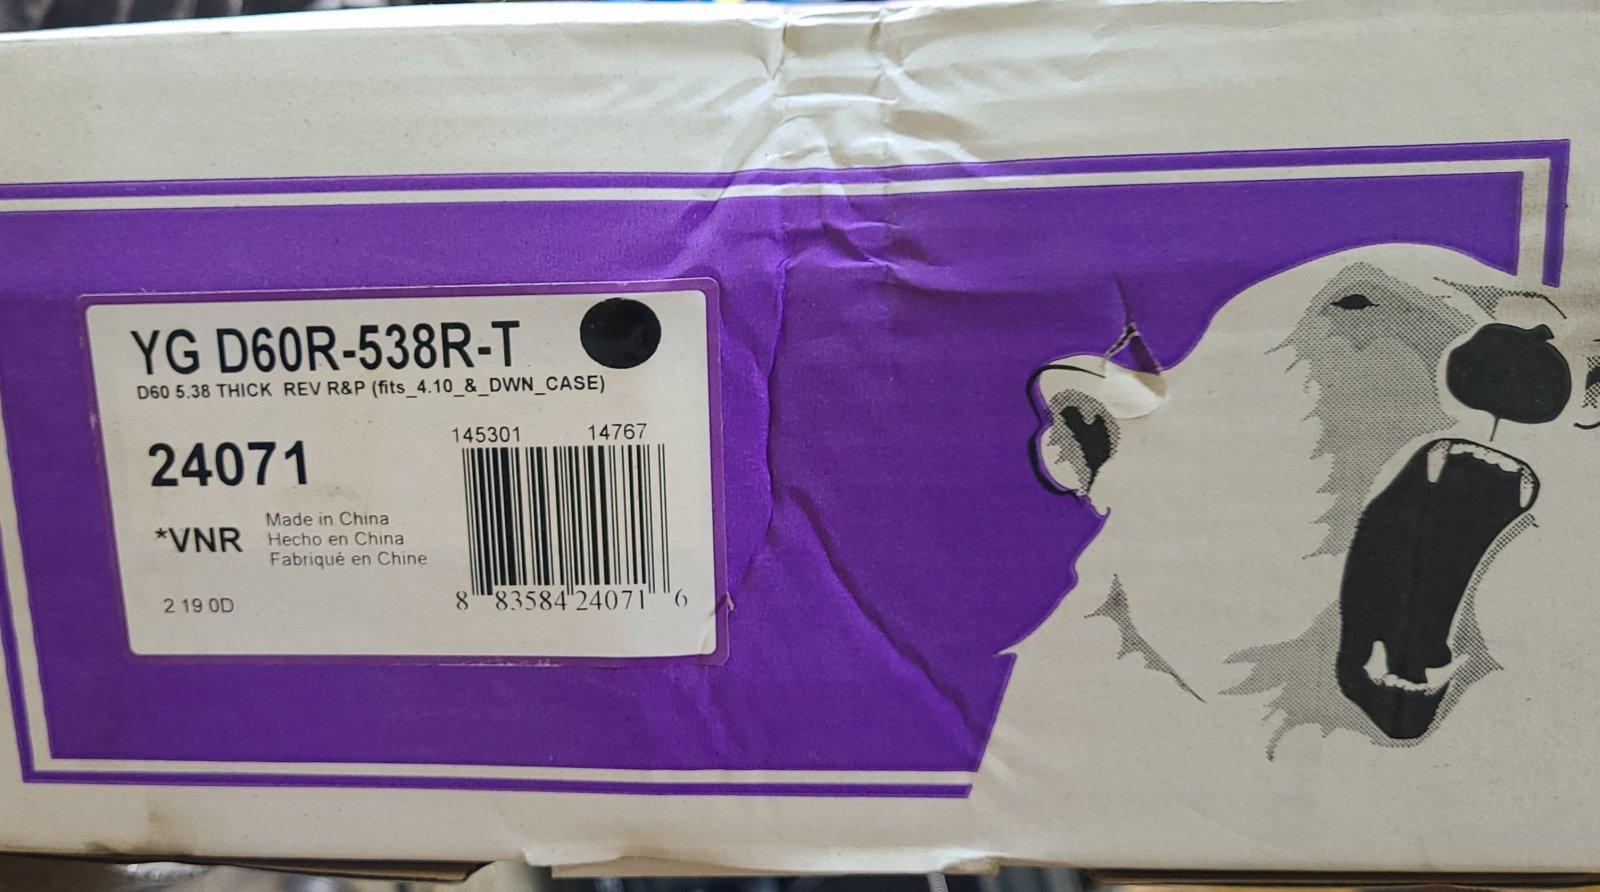 YG D60R-538R-T
D60 5.38 THICK REV R&P (fits_4.10_&_DWN_CASE)
24071
145301 14767
*VNR
Made in China
Hecho en China
Fabriqué en Chine
2 19 0D
8 83584 24071 6